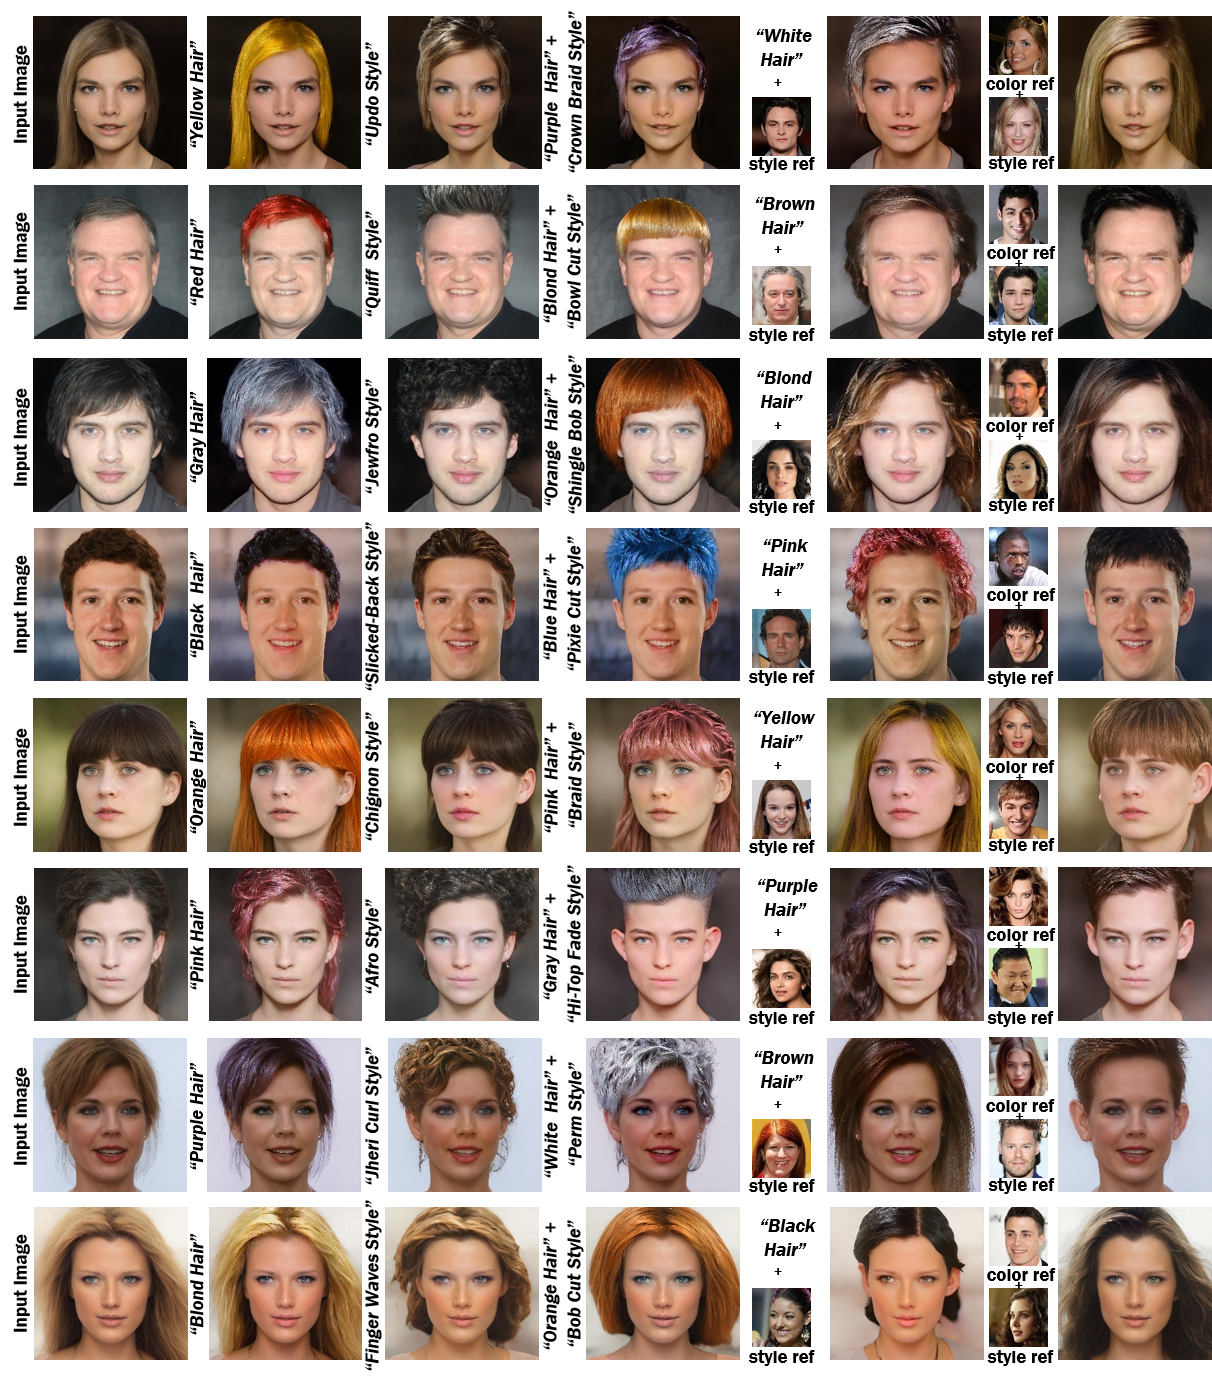 Input Image
“Yellow Hair”
“Updo Style”
“Purple Hair” +
“Crown Braid Style”
“White
Hair”
+
style ref
color ref
+
style ref
Input Image
“Red Hair”
“Quiff Style”
“Blond Hair” +
“Bowl Cut Style”
“Brown
Hair”
+
style ref
color ref
+
style ref
Input Image
“Gray Hair”
“Jewfro Style”
“Orange Hair” +
“Shingle Bob Style”
“Blond
Hair”
+
style ref
color ref
+
style ref
Input Image
“Black Hair”
“Slicked-Back Style”
“Blue Hair” +
“Pixie Cut Style”
“Pink
Hair”
+
style ref
color ref
+
style ref
Input Image
“Orange Hair”
“Chignon Style”
“Pink Hair” +
“Braid Style”
“Yellow
Hair”
+
style ref
color ref
+
style ref
Input Image
“Pink Hair”
“Afro Style”
“Gray Hair” +
“Hi-Top Fade Style”
“Purple
Hair”
+
style ref
color ref
+
style ref
Input Image
“Purple Hair”
“Jheri Curl Style”
“White Hair” +
“Perm Style”
“Brown
Hair”
+
style ref
color ref
+
style ref
Input Image
“Blond Hair”
“Finger Waves Style”
“Orange Hair” +
“Bob Cut Style”
“Black
Hair”
+
style ref
color ref
+
style ref